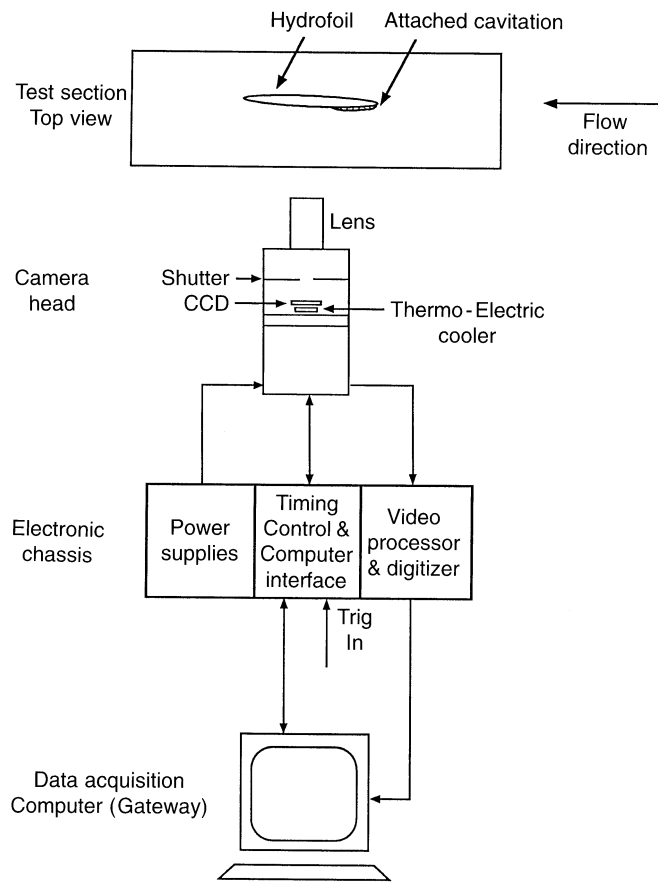 Hydrofoil
Attached cavitation
Test section
Top view
Flow
direction
Lens
Camera
head
Shutter
CCD
Thermo-Electric
cooler
Electronic
chassis
Power
supplies
Timing
Control &
Computer
interface
Video
processor
& digitizer
Trig
In
Data acquisition
Computer (Gateway)